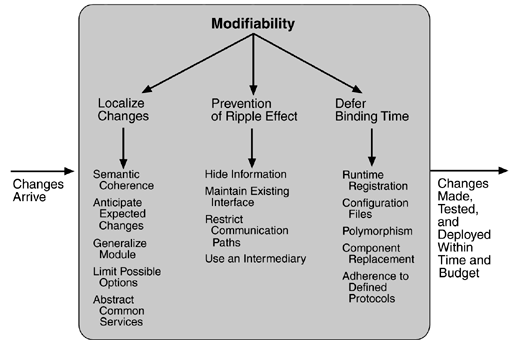 Modifiability
Localize
Changes
Prevention
of Ripple Effect
Defer
Binding Time
Changes
Arrive
Semantic
Coherence
Anticipate
Expected
Changes
Generalize
Module
Limit Possible
Options
Abstract
Common
Services
Hide Information
Maintain Existing
Interface
Restrict
Communication
Paths
Use an Intermediary
Runtime
Registration
Configuration
Files
Polymorphism
Component
Replacement
Adherence to
Defined
Protocols
Changes
Made,
Tested,
and
Deployed
Within
Time and
Budget